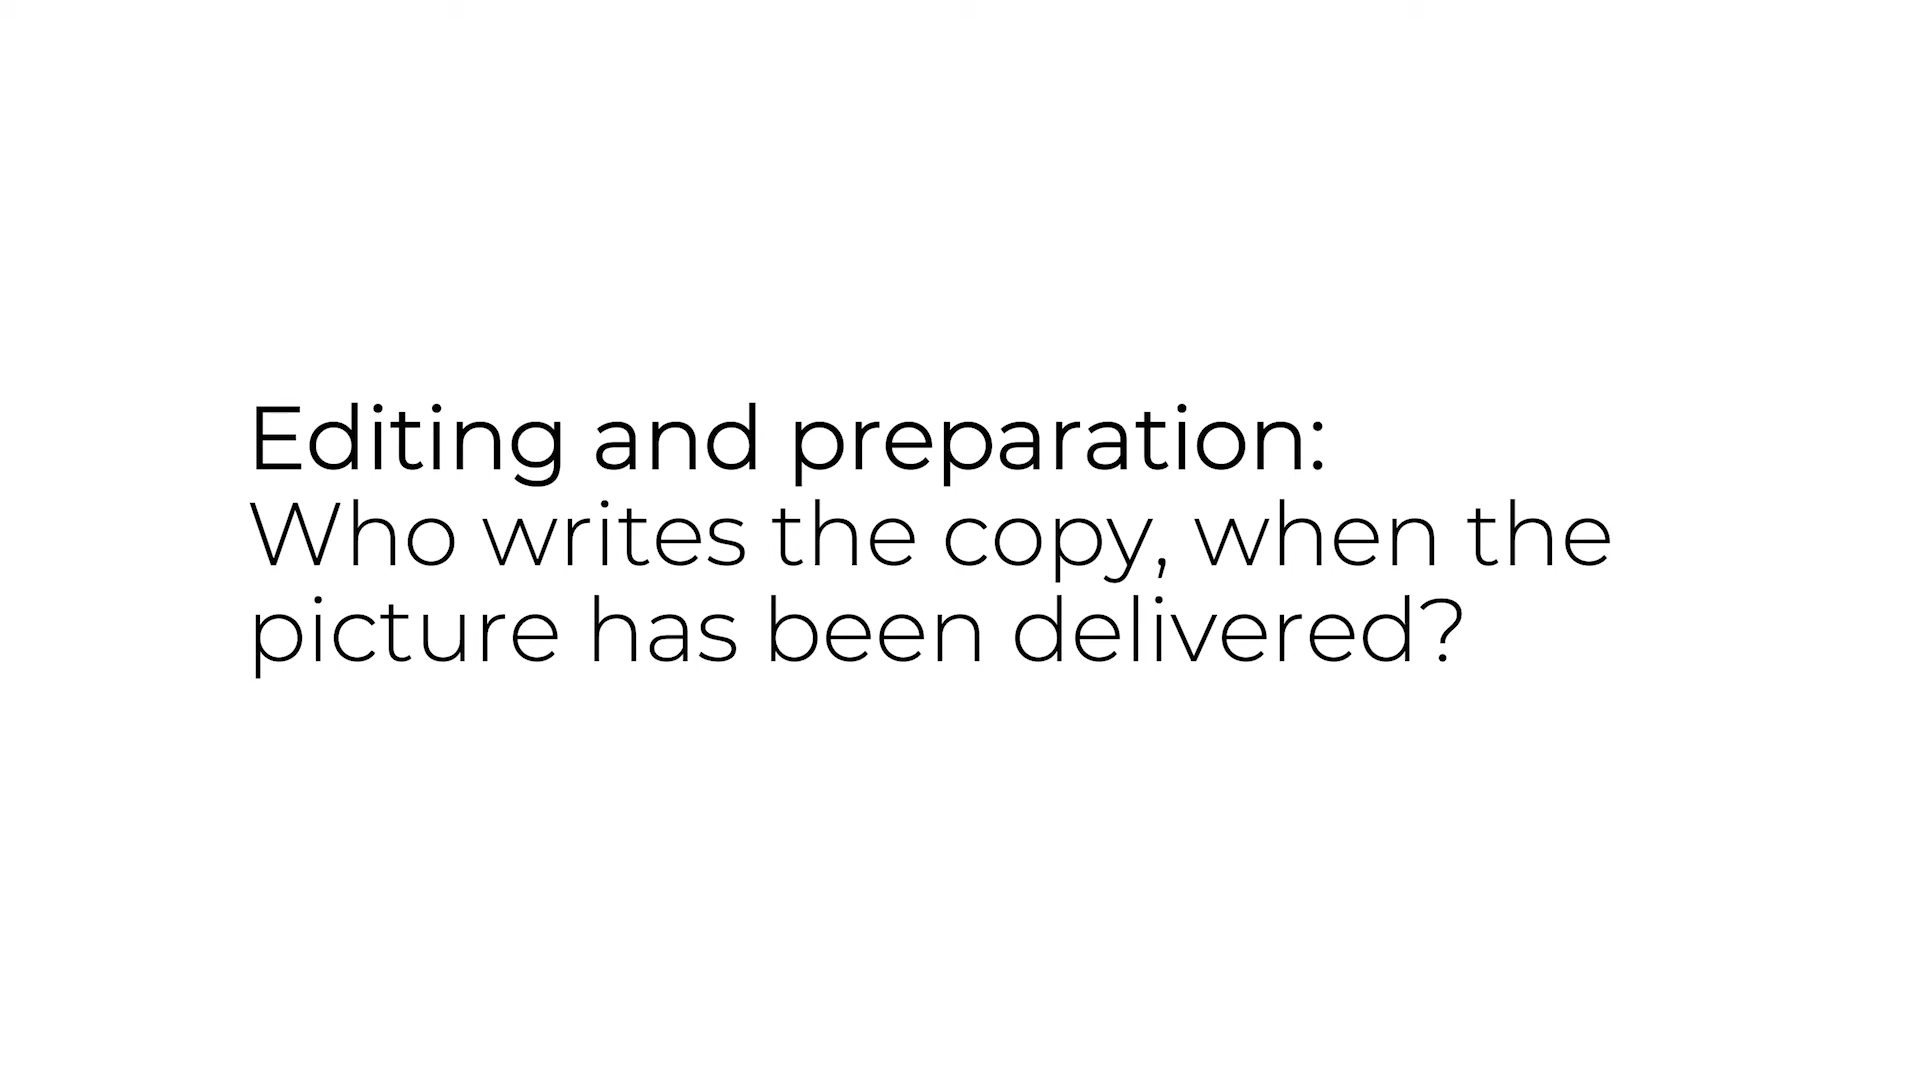 Editing and preparation:
Who writes the copy, when the
picture has been delivered?